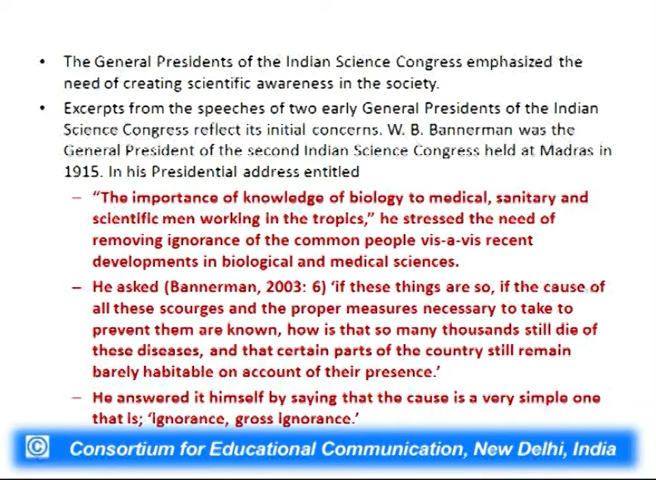 • The General Presidents of the Indian Science Congress emphasized the
need of creating scientific awareness in the society.
• Excerpts from the speeches of two early General Presidents of the Indian
Science Congress reflect its initial concerns. W. B. Bannerman was the
General President of the second Indian Science Congress held at Madras in
1915. In his Presidential address entitled
– “The importance of knowledge of biology to medical, sanitary and
scientific men working in the tropics,” he stressed the need of
removing ignorance of the common people vis-a-vis recent
developments in biological and medical sciences.
– He asked (Bannerman, 2003: 6) ‘if these things are so, if the cause of
all these scourges and the proper measures necessary to take to
prevent them are known, how is that so many thousands still die of
these diseases, and that certain parts of the country still remain
barely habitable on account of their presence.’
– He answered it himself by saying that the cause is a very simple one
that is; ‘Ignorance, gross ignorance.’
© Consortium for Educational Communication, New Delhi, India